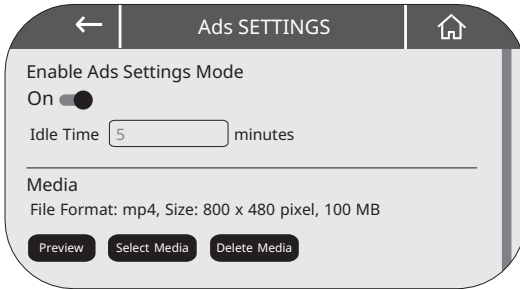 Ads SETTINGS
Enable Ads Settings Mode
On
Idle Time 5 minutes
Media
File Format: mp4, Size: 800 x 480 pixel, 100 MB
Preview Select Media Delete Media